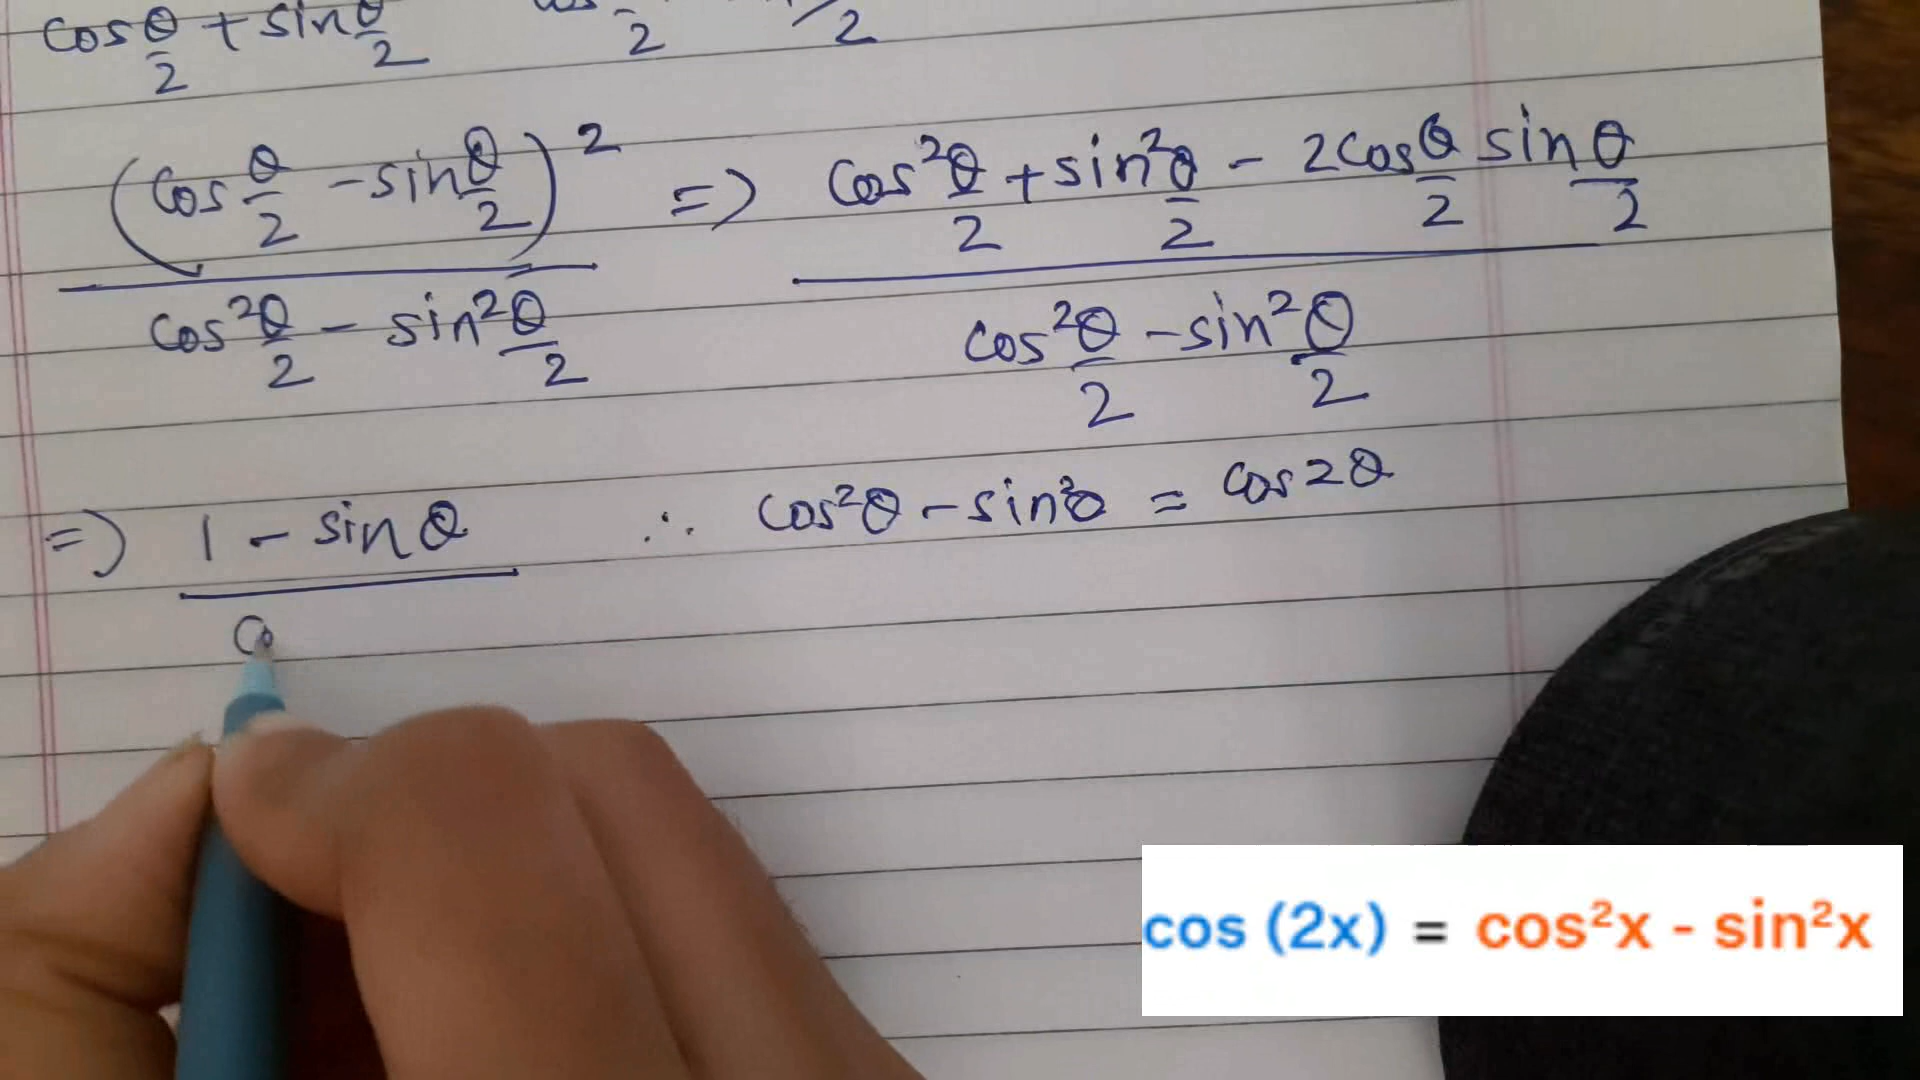 cos θ/2 + sin θ/2
(cos θ/2 - sin θ/2)² / cos² θ/2 - sin² θ/2 => cos² θ/2 + sin² θ/2 - 2cos θ/2 sin θ/2 / cos² θ/2 - sin² θ/2
=> 1 - sin θ / co ∴ cos²θ - sin²θ = cos 2θ
cos (2x) = cos²x - sin²x